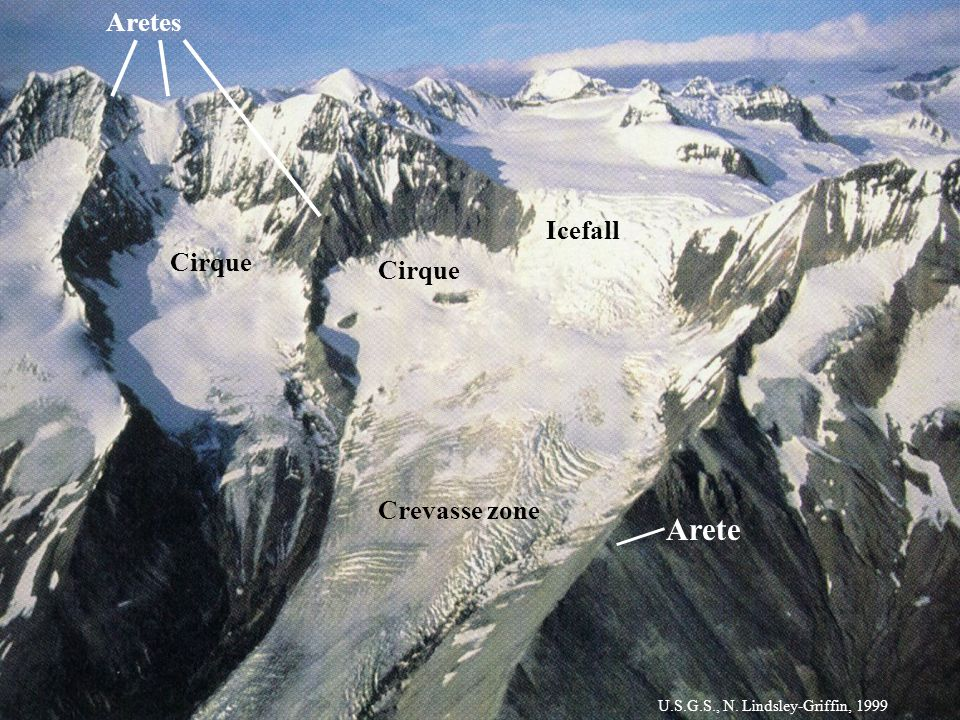 Aretes
Icefall
Cirque
Cirque
Crevasse zone
Arete
U.S.G.S., N. Lindsley-Griffin, 1999